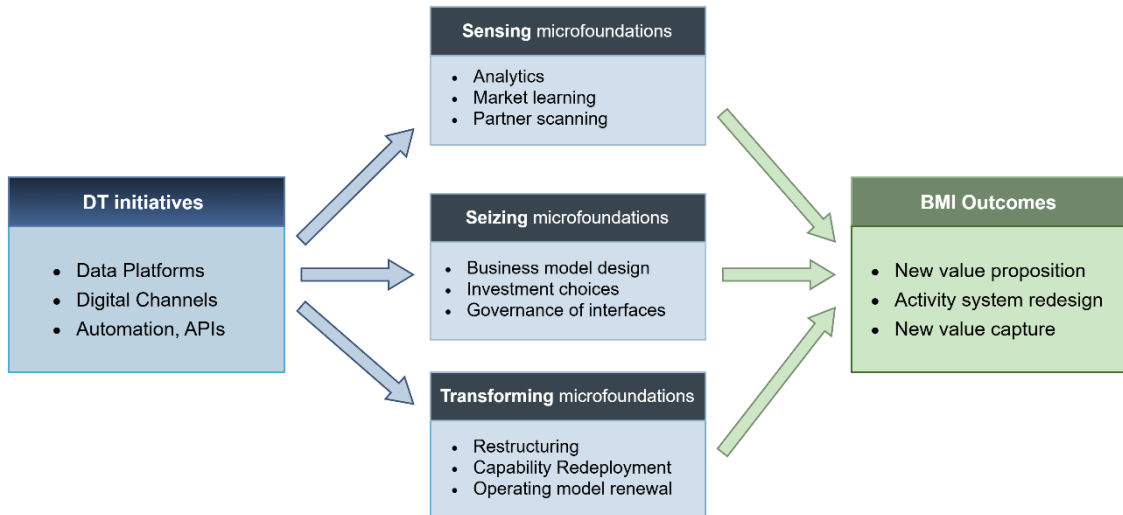 DT initiatives
• Data Platforms
• Digital Channels
• Automation, APIs
Sensing microfoundations
• Analytics
• Market learning
• Partner scanning
Seizing microfoundations
• Business model design
• Investment choices
• Governance of interfaces
Transforming microfoundations
• Restructuring
• Capability Redeployment
• Operating model renewal
BMI Outcomes
• New value proposition
• Activity system redesign
• New value capture